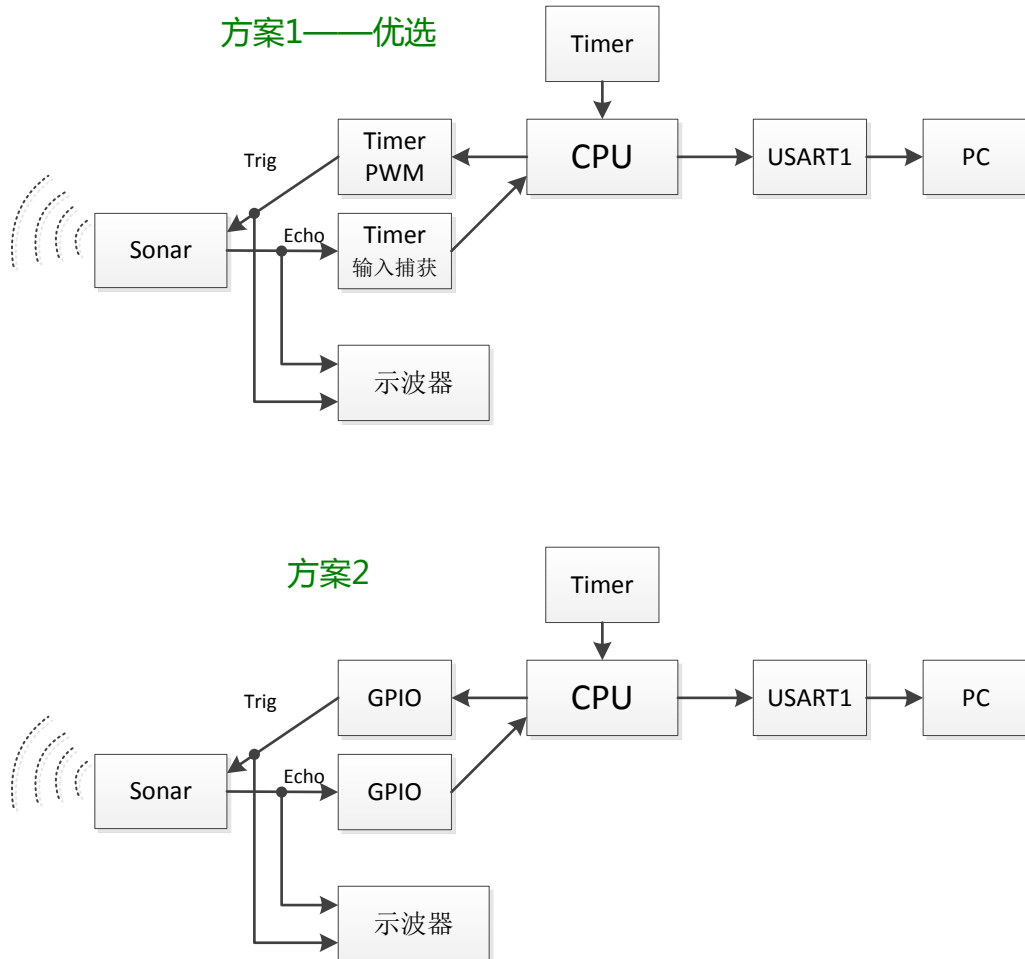 方案1——优选
Timer
Timer
PWM
CPU
USART1
PC
Trig
Sonar
Echo
Timer
输入捕获
示波器
方案2
Timer
GPIO
CPU
USART1
PC
Trig
Sonar
Echo
GPIO
示波器